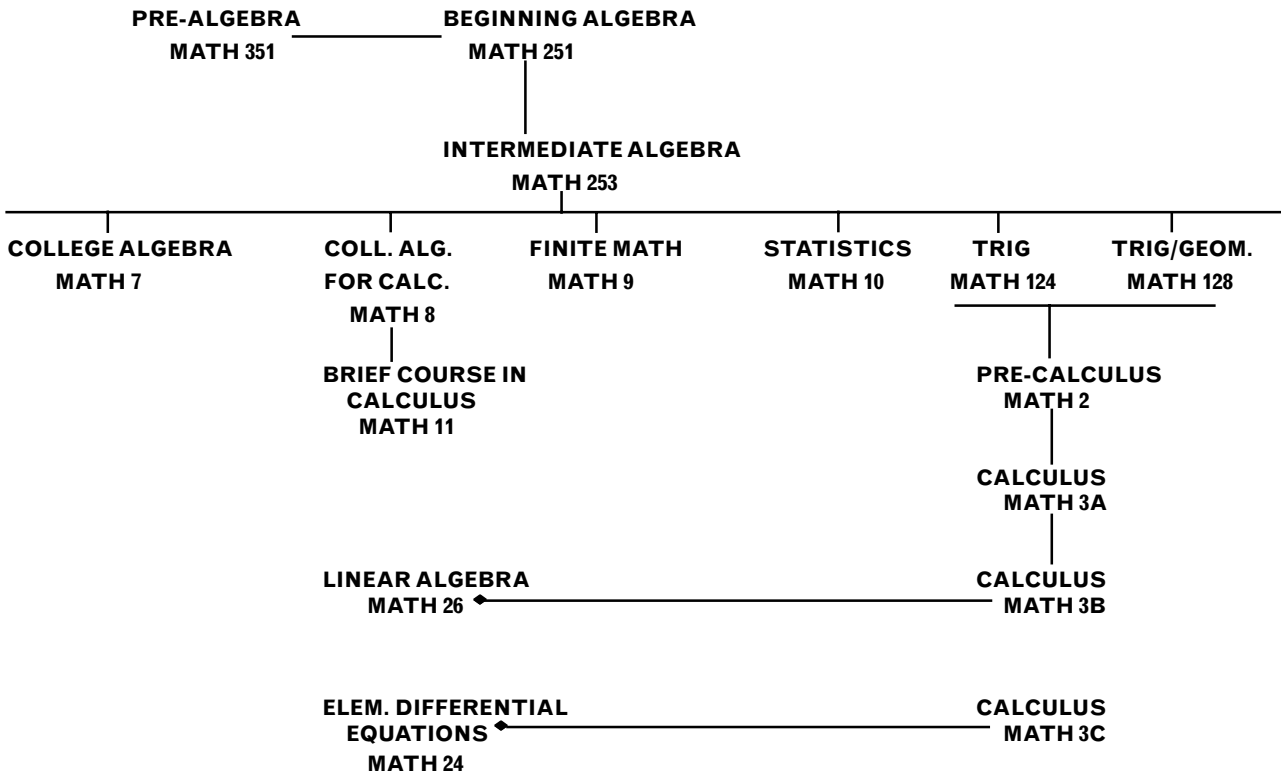 PRE-ALGEBRA
MATH 351
BEGINNING ALGEBRA
MATH 251
INTERMEDIATE ALGEBRA
MATH 253
COLLEGE ALGEBRA
MATH 7
COLL. ALG.
FOR CALC.
MATH 8
FINITE MATH
MATH 9
STATISTICS
MATH 10
TRIG
MATH 124
TRIG/GEOM.
MATH 128
BRIEF COURSE IN
CALCULUS
MATH 11
PRE-CALCULUS
MATH 2
CALCULUS
MATH 3A
LINEAR ALGEBRA
MATH 26
CALCULUS
MATH 3B
ELEM. DIFFERENTIAL
EQUATIONS
MATH 24
CALCULUS
MATH 3C